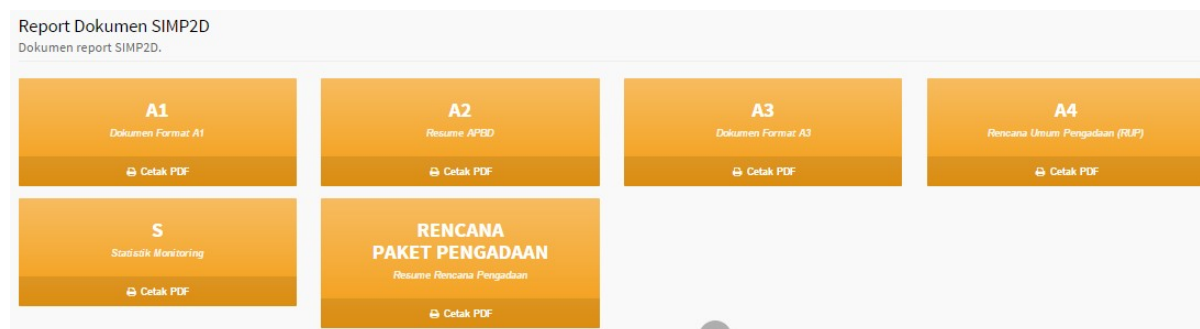 Report Dokumen SIMP2D
Dokumen report SIMP2D.
A1
Dokumen Format A1
Cetak PDF
A2
Resume APBD
Cetak PDF
A3
Dokumen Format A3
Cetak PDF
A4
Rencana Umum Pengadaan (RUP)
Cetak PDF
S
Statistik Monitoring
Cetak PDF
RENCANA
PAKET PENGADAAN
Resume Rencana Pengadaan
Cetak PDF